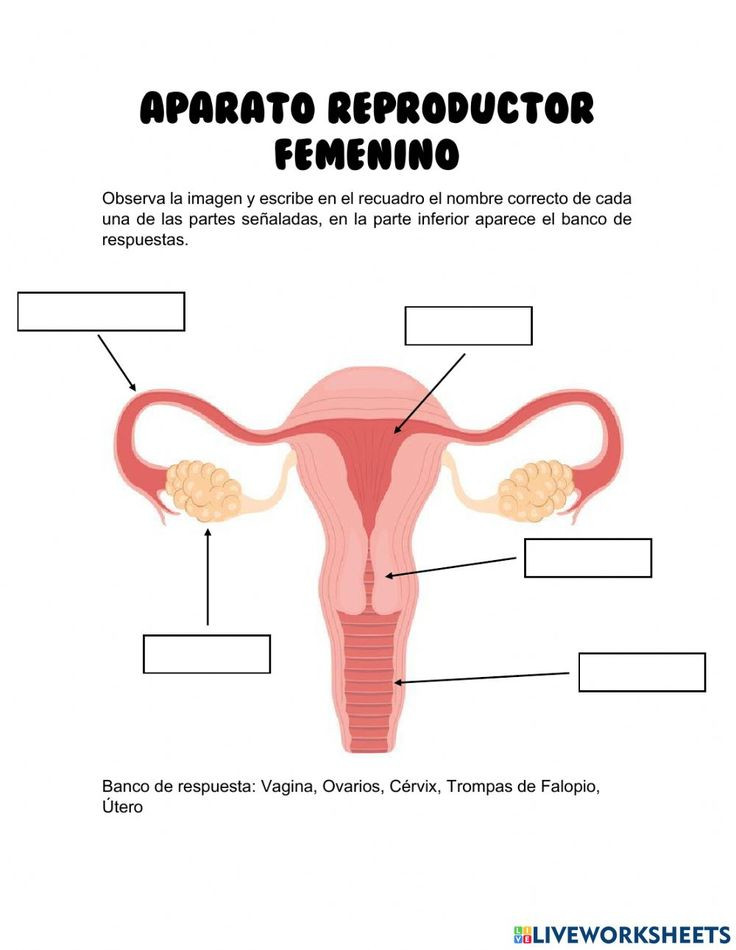 APARATO REPRODUCTOR
FEMENINO
Observa la imagen y escribe en el recuadro el nombre correcto de cada
una de las partes señaladas, en la parte inferior aparece el banco de
respuestas.
Banco de respuesta: Vagina, Ovarios, Cérvix, Trompas de Falopio,
Útero
LIVE LIVEWORKSHEETS